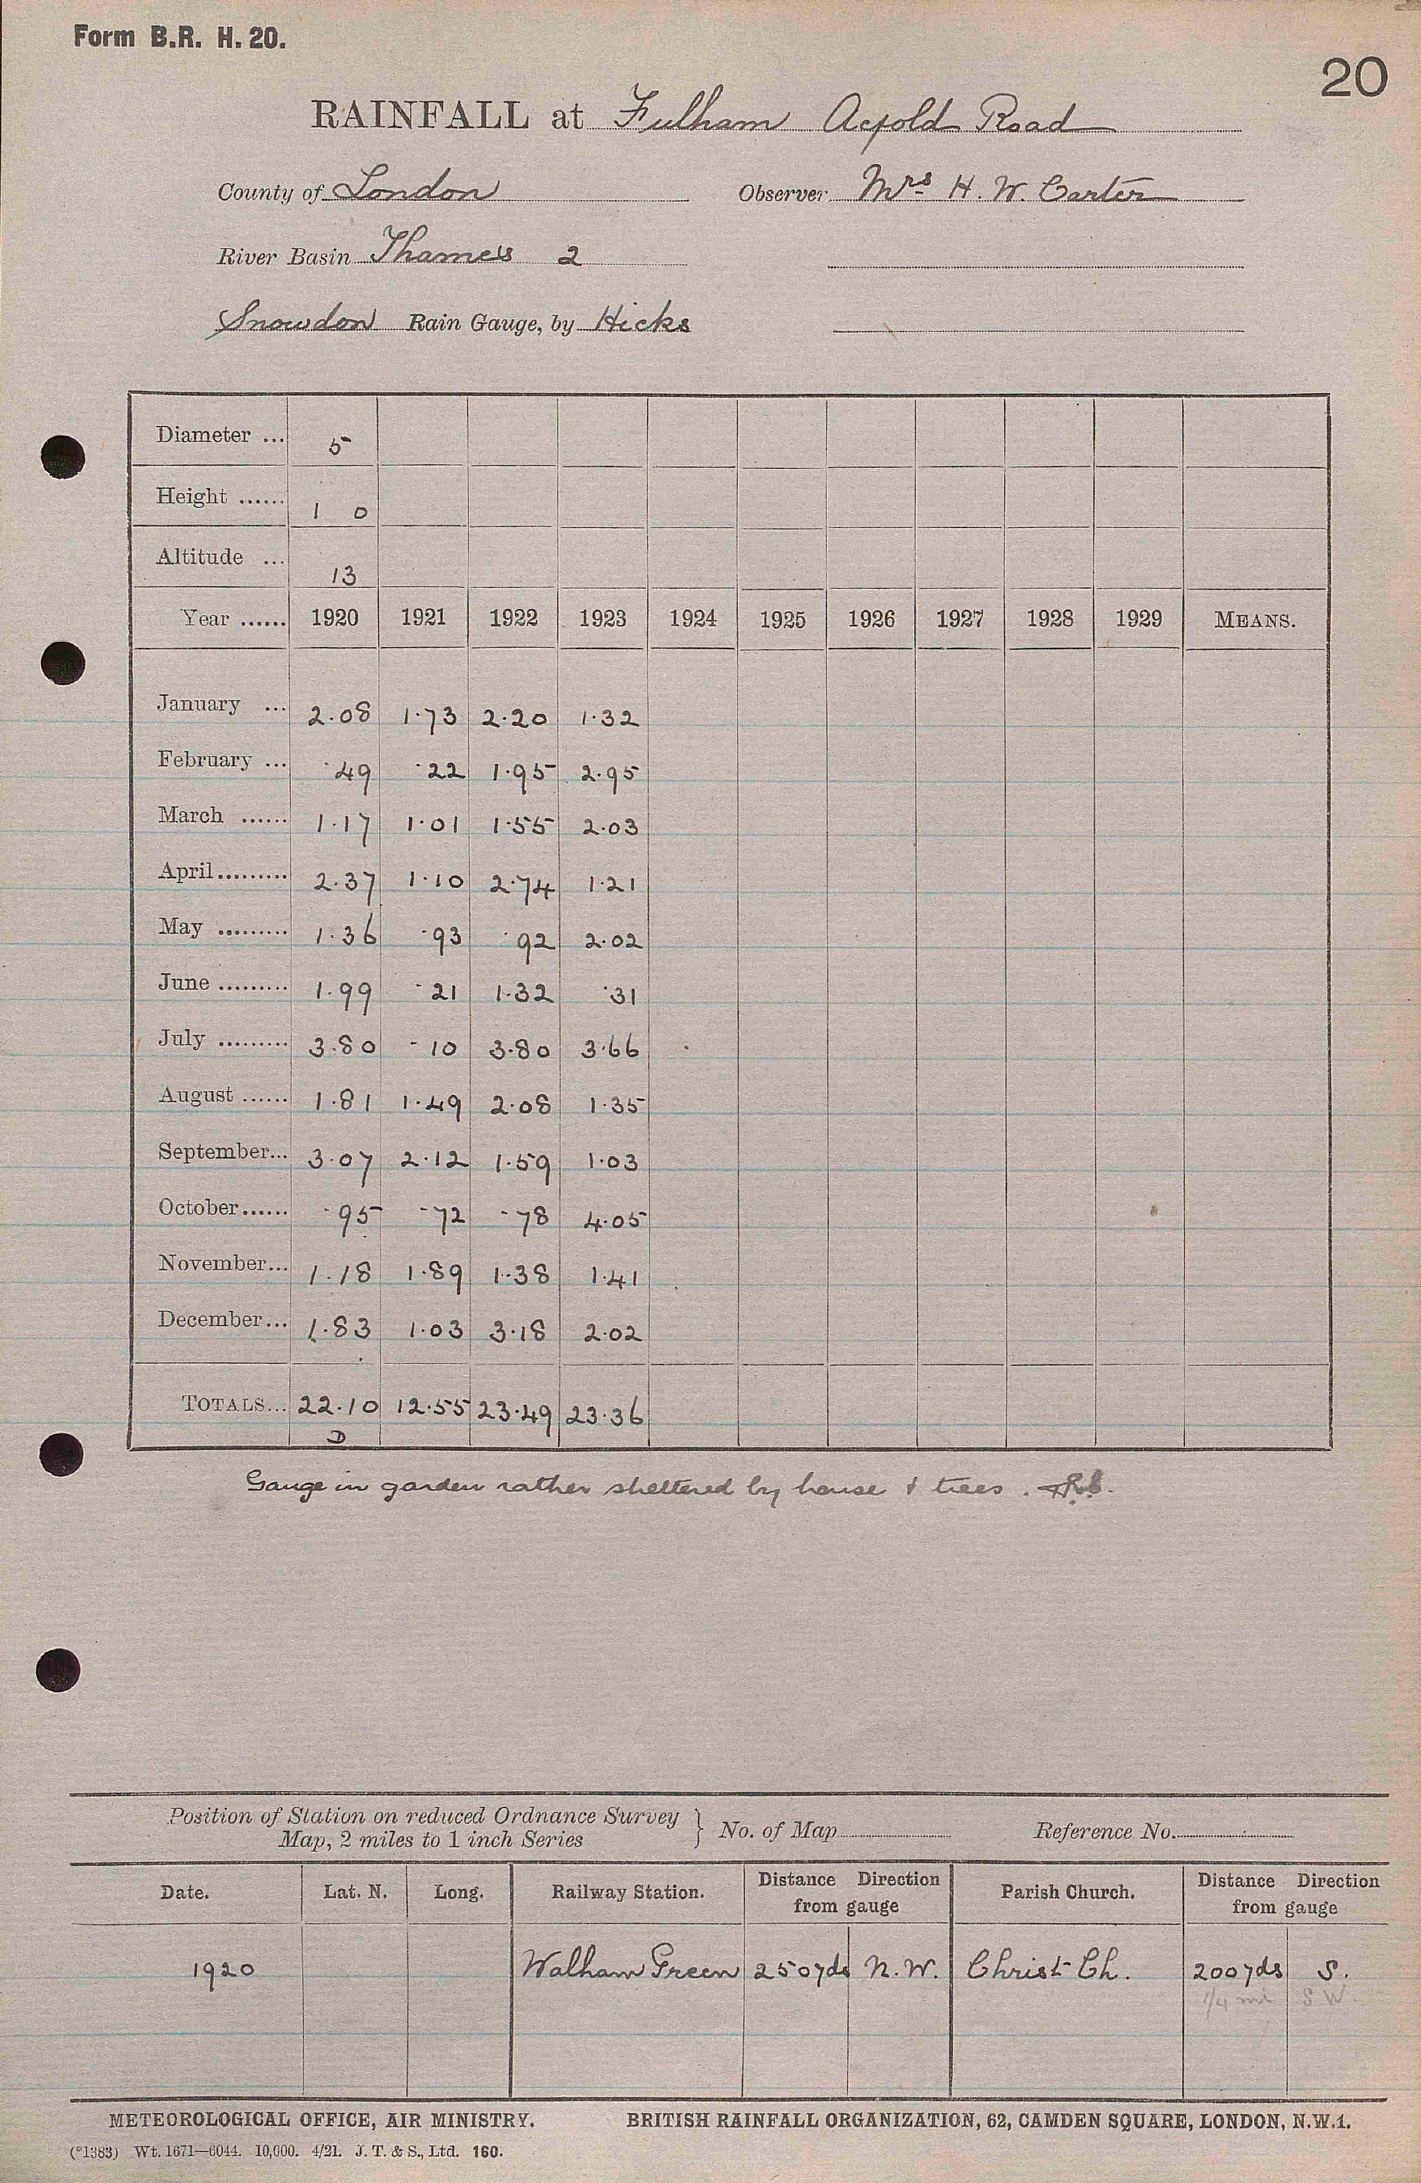 Form B.R. H. 20.
20
RAINFALL at Fulham Acfold Road
County of London Observer Mrs H. W. Carter
River Basin Thames 2
Snowdon Rain Gauge, by Hicks
Diameter ... 5
Height ...... 1 0
Altitude ... 13
Year ...... 1920 1921 1922 1923 1924 1925 1926 1927 1928 1929 MEANS.
January ... 2.08 1.73 2.20 1.32
February ... .49 .22 1.95 2.95
March ...... 1.17 1.01 1.55 2.03
April ......... 2.37 1.10 2.74 1.21
May ......... 1.36 .93 .92 2.02
June ......... 1.99 .21 1.32 .31
July ......... 3.80 .10 3.80 3.66
August ...... 1.81 1.49 2.08 1.35
September... 3.07 2.12 1.59 1.03
October...... .95 .72 .78 4.05
November... 1.18 1.89 1.38 1.41
December... 1.83 1.03 3.18 2.02
TOTALS... 22.10 12.55 23.49 23.36
D
Gauge in garden rather sheltered by house & trees.
Position of Station on reduced Ordnance Survey
Map, 2 miles to 1 inch Series } No. of Map Reference No.
Date. Lat. N. Long. Railway Station. Distance Direction from gauge Parish Church. Distance Direction from gauge
1920 Walham Green 250 yds N.W. Christ Ch. 200 yds S.
1/4 mi S W.
METEOROLOGICAL OFFICE, AIR MINISTRY. BRITISH RAINFALL ORGANIZATION, 62, CAMDEN SQUARE, LONDON, N.W.1.
(*1383) Wt. 1671—6044. 10,000. 4/21. J. T. & S., Ltd. 160.